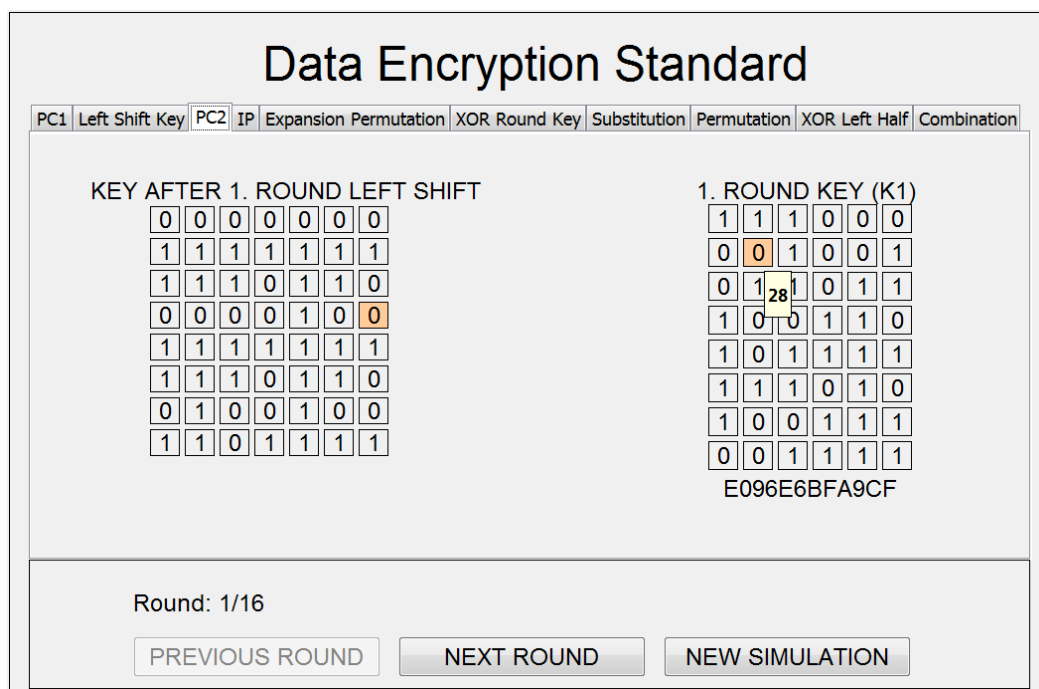 Data Encryption Standard
PC1 Left Shift Key PC2 IP Expansion Permutation XOR Round Key Substitution Permutation XOR Left Half Combination
KEY AFTER 1. ROUND LEFT SHIFT
0 0 0 0 0 0 0
1 1 1 1 1 1 1
1 1 1 0 1 1 0
0 0 0 0 1 0 0
1 1 1 1 1 1 1
1 1 1 0 1 1 0
0 1 0 0 1 0 0
1 1 0 1 1 1 1
1. ROUND KEY (K1)
1 1 1 0 0 0
0 0 1 0 0 1
0 1 1 0 1 1
28
1 0 0 1 1 0
1 0 1 1 1 1
1 1 1 0 1 0
1 0 0 1 1 1
0 0 1 1 1 1
E096E6BFA9CF
Round: 1/16
PREVIOUS ROUND NEXT ROUND NEW SIMULATION